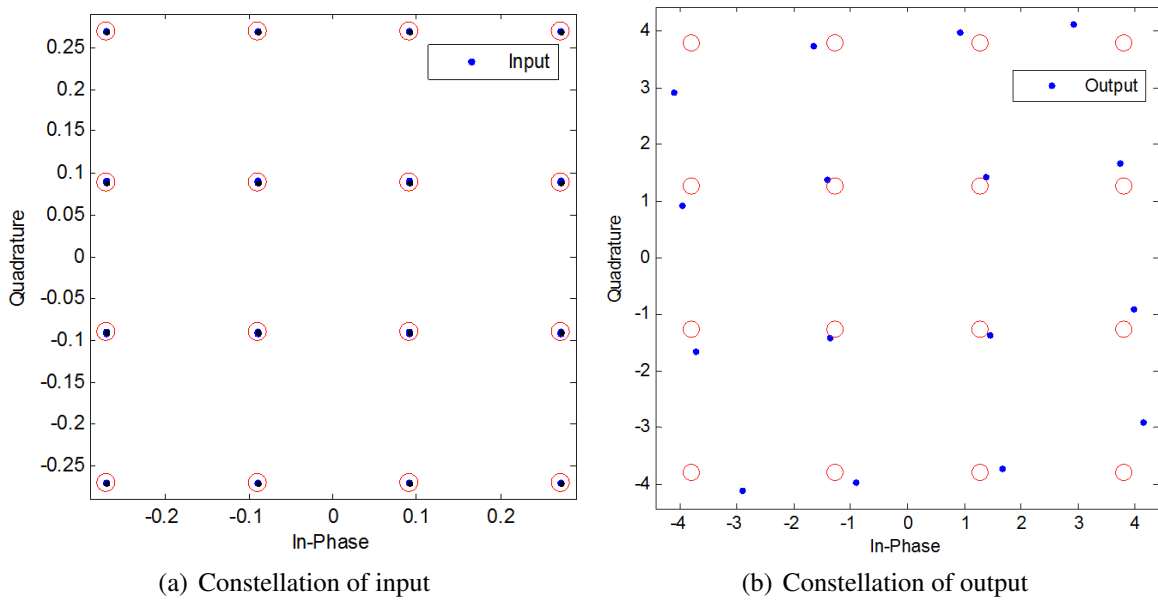 0.25
0.2
0.15
0.1
0.05
0
-0.05
-0.1
-0.15
-0.2
-0.25
Quadrature
Input
-0.2 -0.1 0 0.1 0.2
In-Phase
(a) Constellation of input
4
3
2
1
0
-1
-2
-3
-4
Quadrature
Output
-4 -3 -2 -1 0 1 2 3 4
In-Phase
(b) Constellation of output